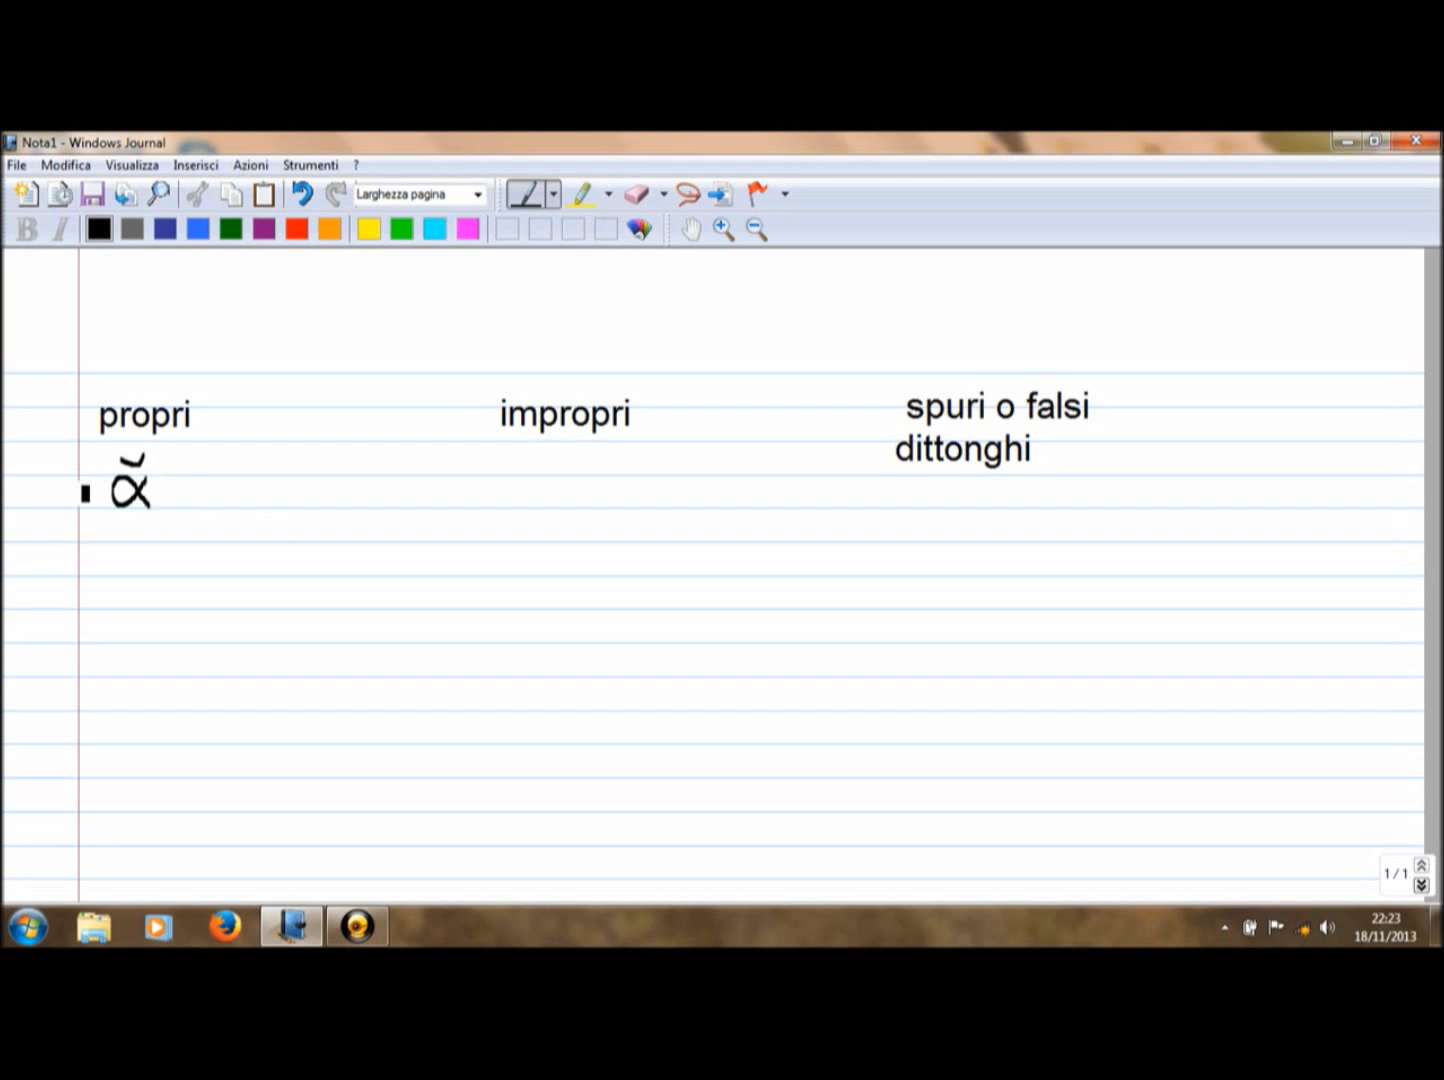 Nota1 - Windows Journal
File Modifica Visualizza Inserisci Azioni Strumenti ?
Larghezza pagina
B I
propri impropri spuri o falsi
dittonghi
ᾰ
1 / 1
22:23
18/11/2013